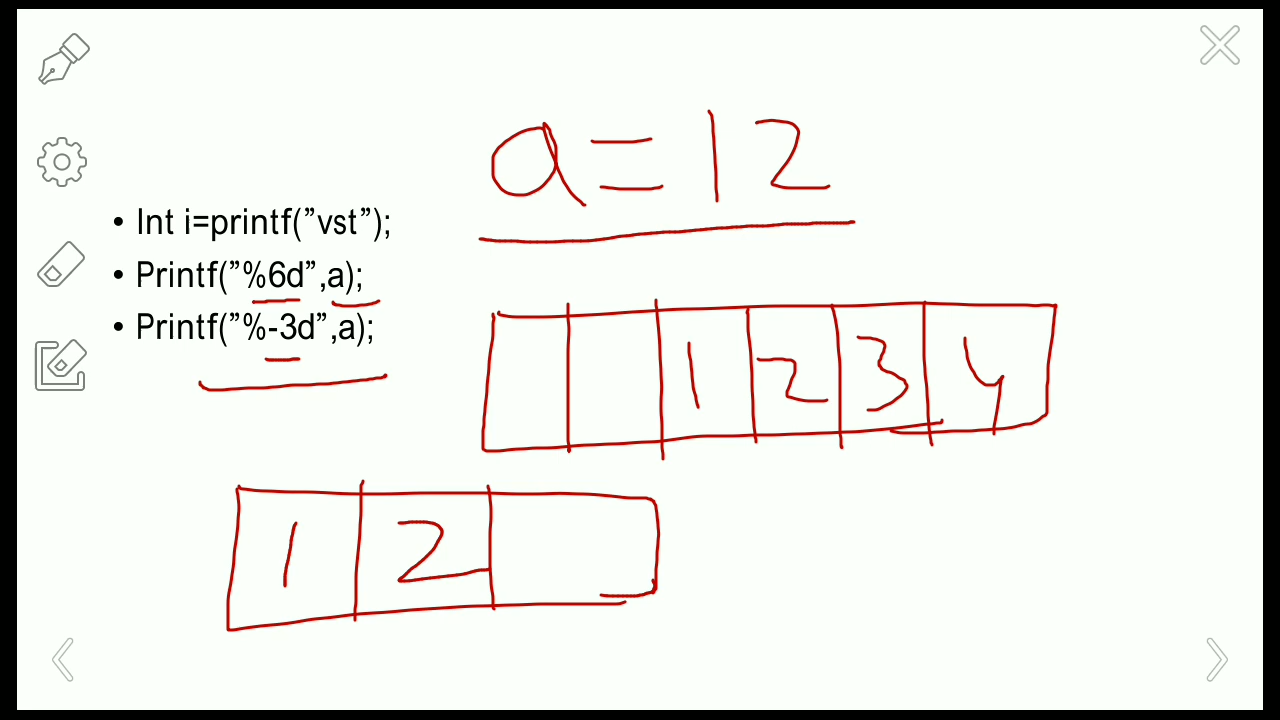 a=12
• Int i=printf(”vst”);
• Printf(”%6d”,a);
• Printf("%-3d”,a);
1 2 3 4
1 2